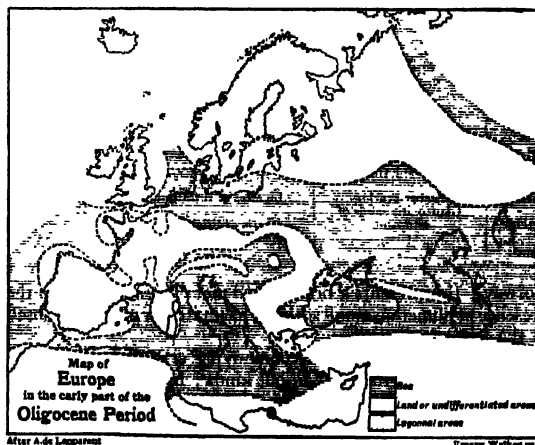 Map of
Europe
in the early part of the
Oligocene Period
Sea
Land or undifferentiated areas
Lagoonal areas
After A. de Lapparent